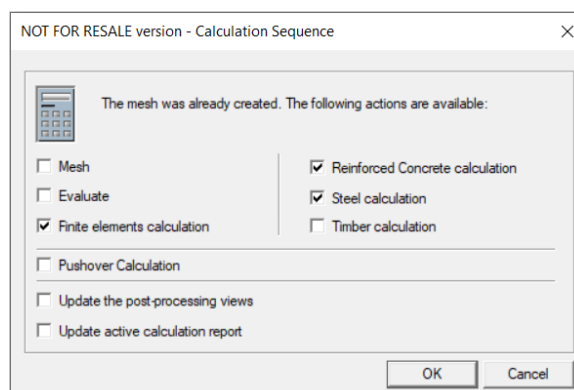 NOT FOR RESALE version - Calculation Sequence
The mesh was already created. The following actions are available:
Mesh
Evaluate
Finite elements calculation
Reinforced Concrete calculation
Steel calculation
Timber calculation
Pushover Calculation
Update the post-processing views
Update active calculation report
OK
Cancel